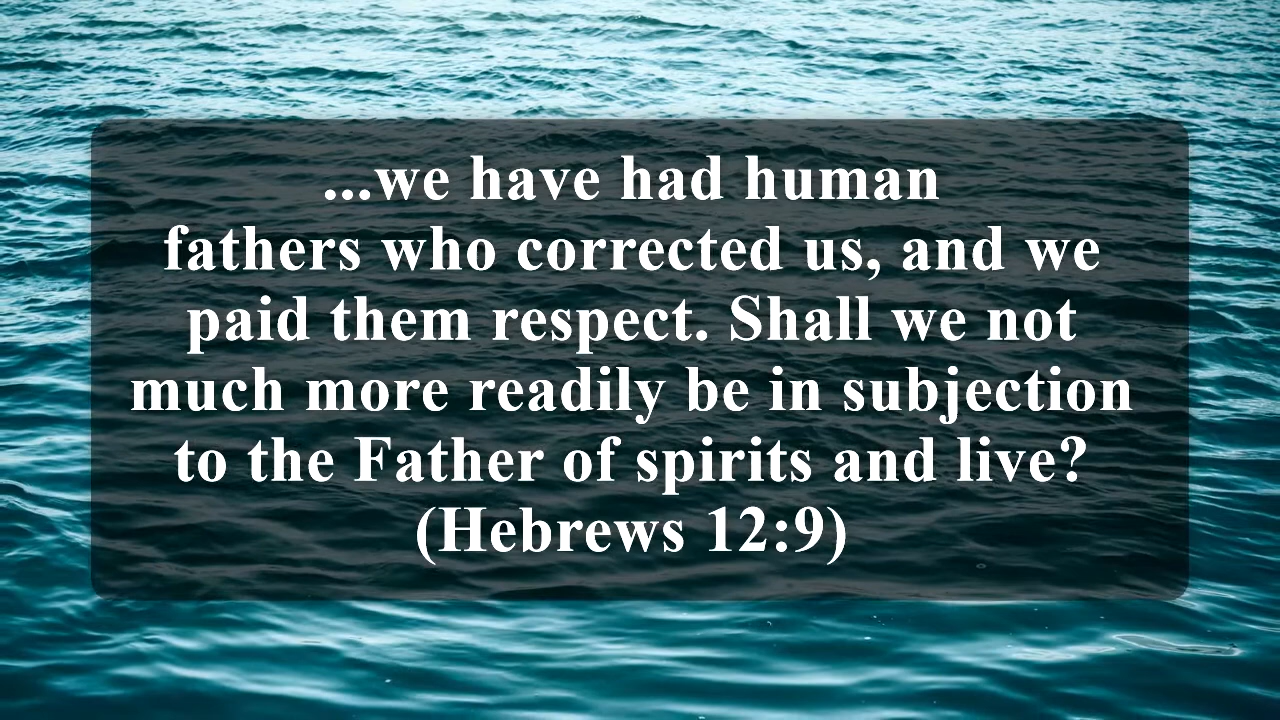 ...we have had human
fathers who corrected us, and we
paid them respect. Shall we not
much more readily be in subjection
to the Father of spirits and live?
(Hebrews 12:9)